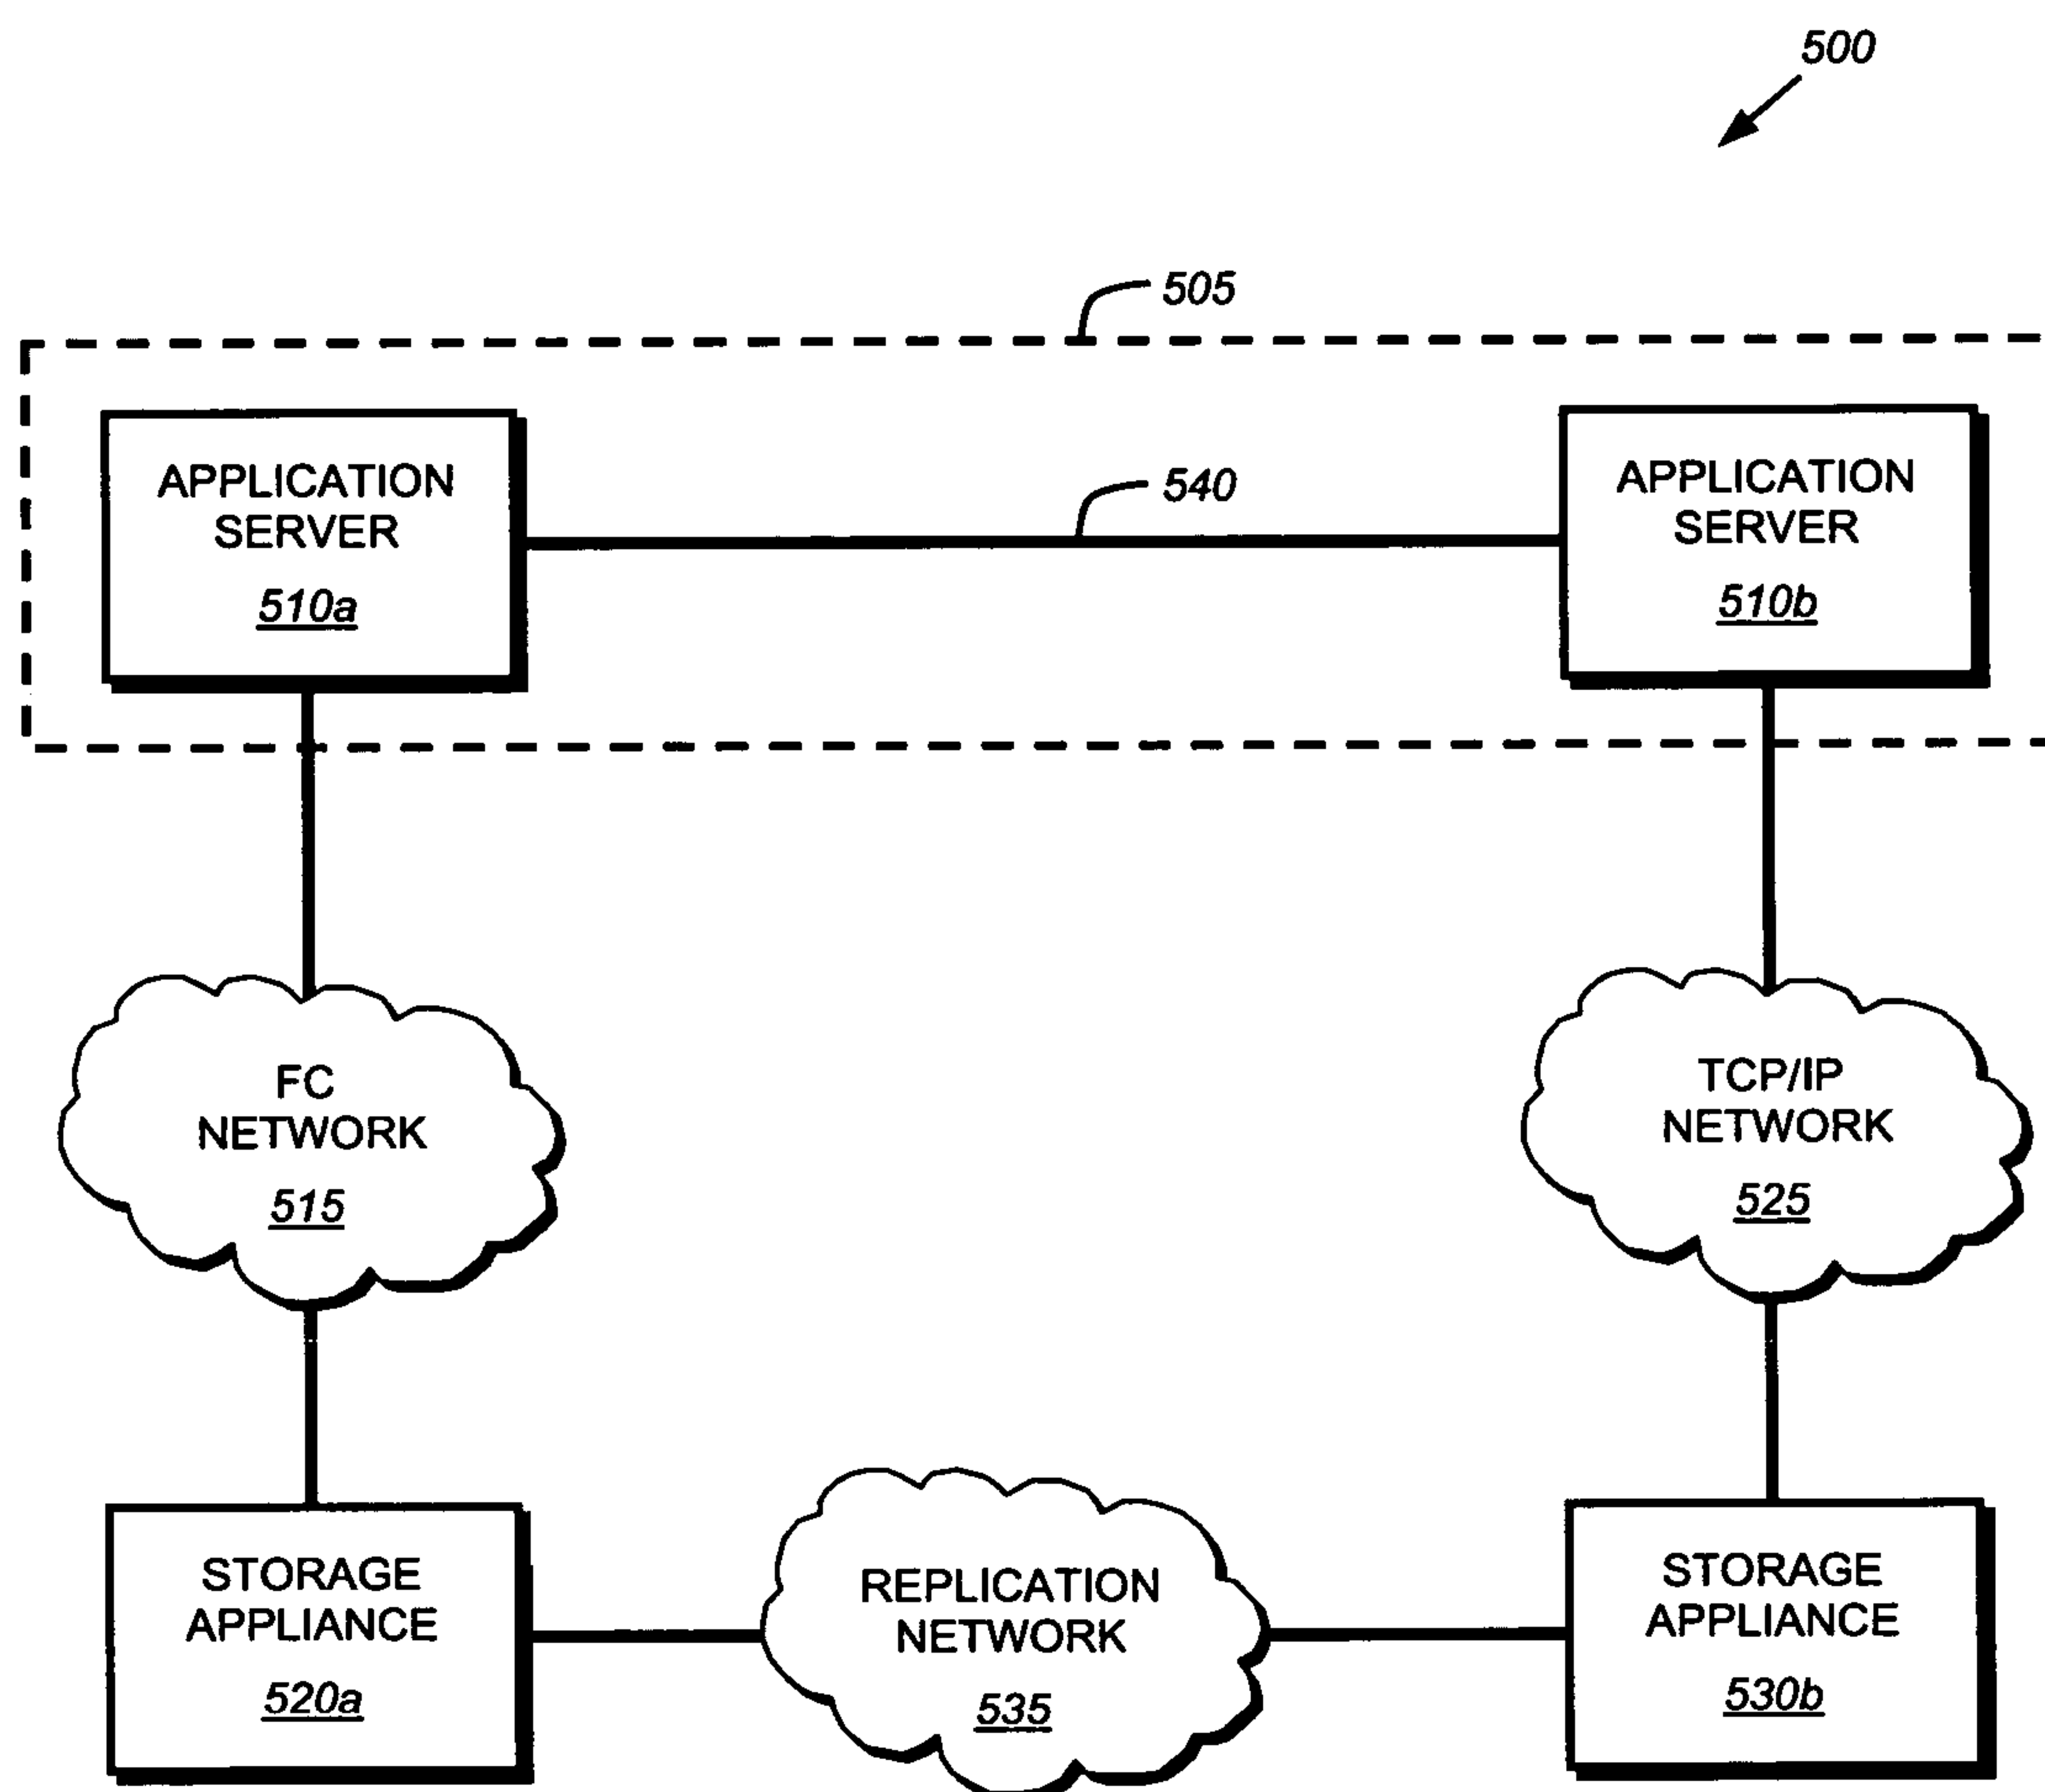 500
505
APPLICATION
SERVER
510a
540
APPLICATION
SERVER
510b
FC
NETWORK
515
TCP/IP
NETWORK
525
STORAGE
APPLIANCE
520a
REPLICATION
NETWORK
535
STORAGE
APPLIANCE
530b